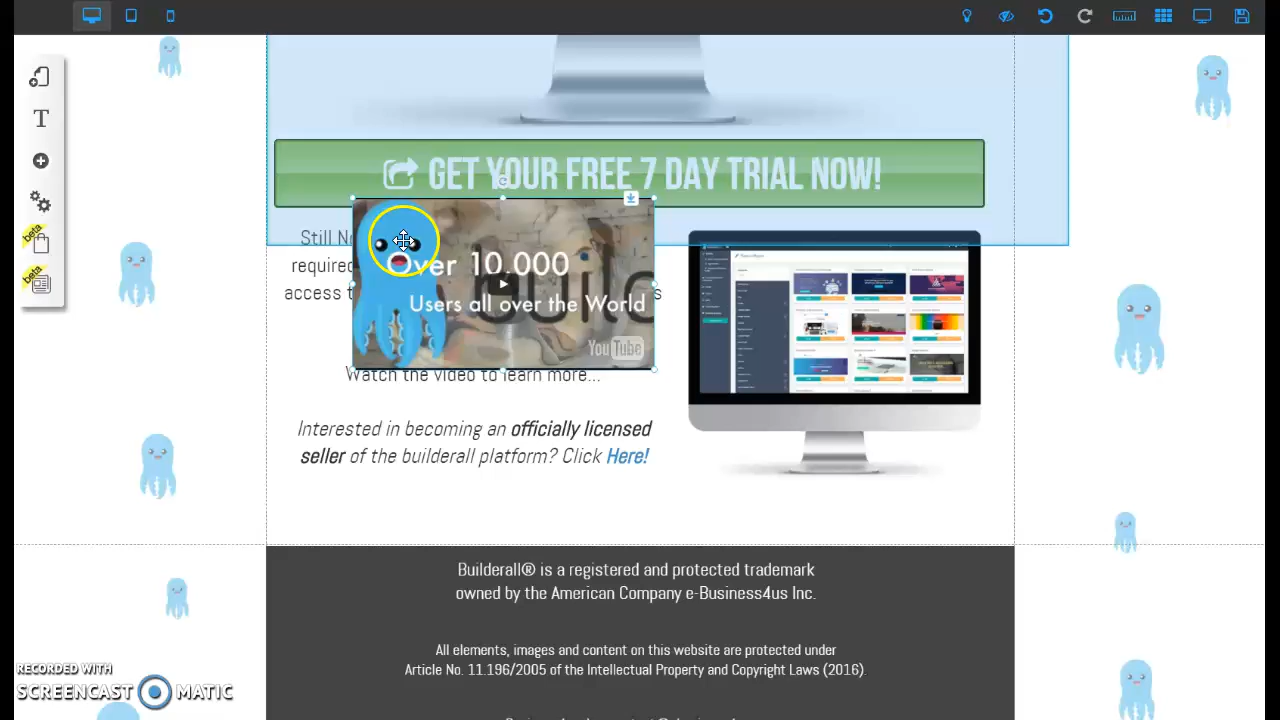 GET YOUR FREE 7 DAY TRIAL NOW!
Still
required
access
Over 10,000
Users all over the World
YouTube
Watch the video to learn more...
Interested in becoming an officially licensed
seller of the builderall platform? Click Here!
beta
beta
Builderall® is a registered and protected trademark
owned by the American Company e-Business4us Inc.
All elements, images and content on this website are protected under
Article No. 11.196/2005 of the Intellectual Property and Copyright Laws (2016).
RECORDED WITH
SCREENCAST MATIC